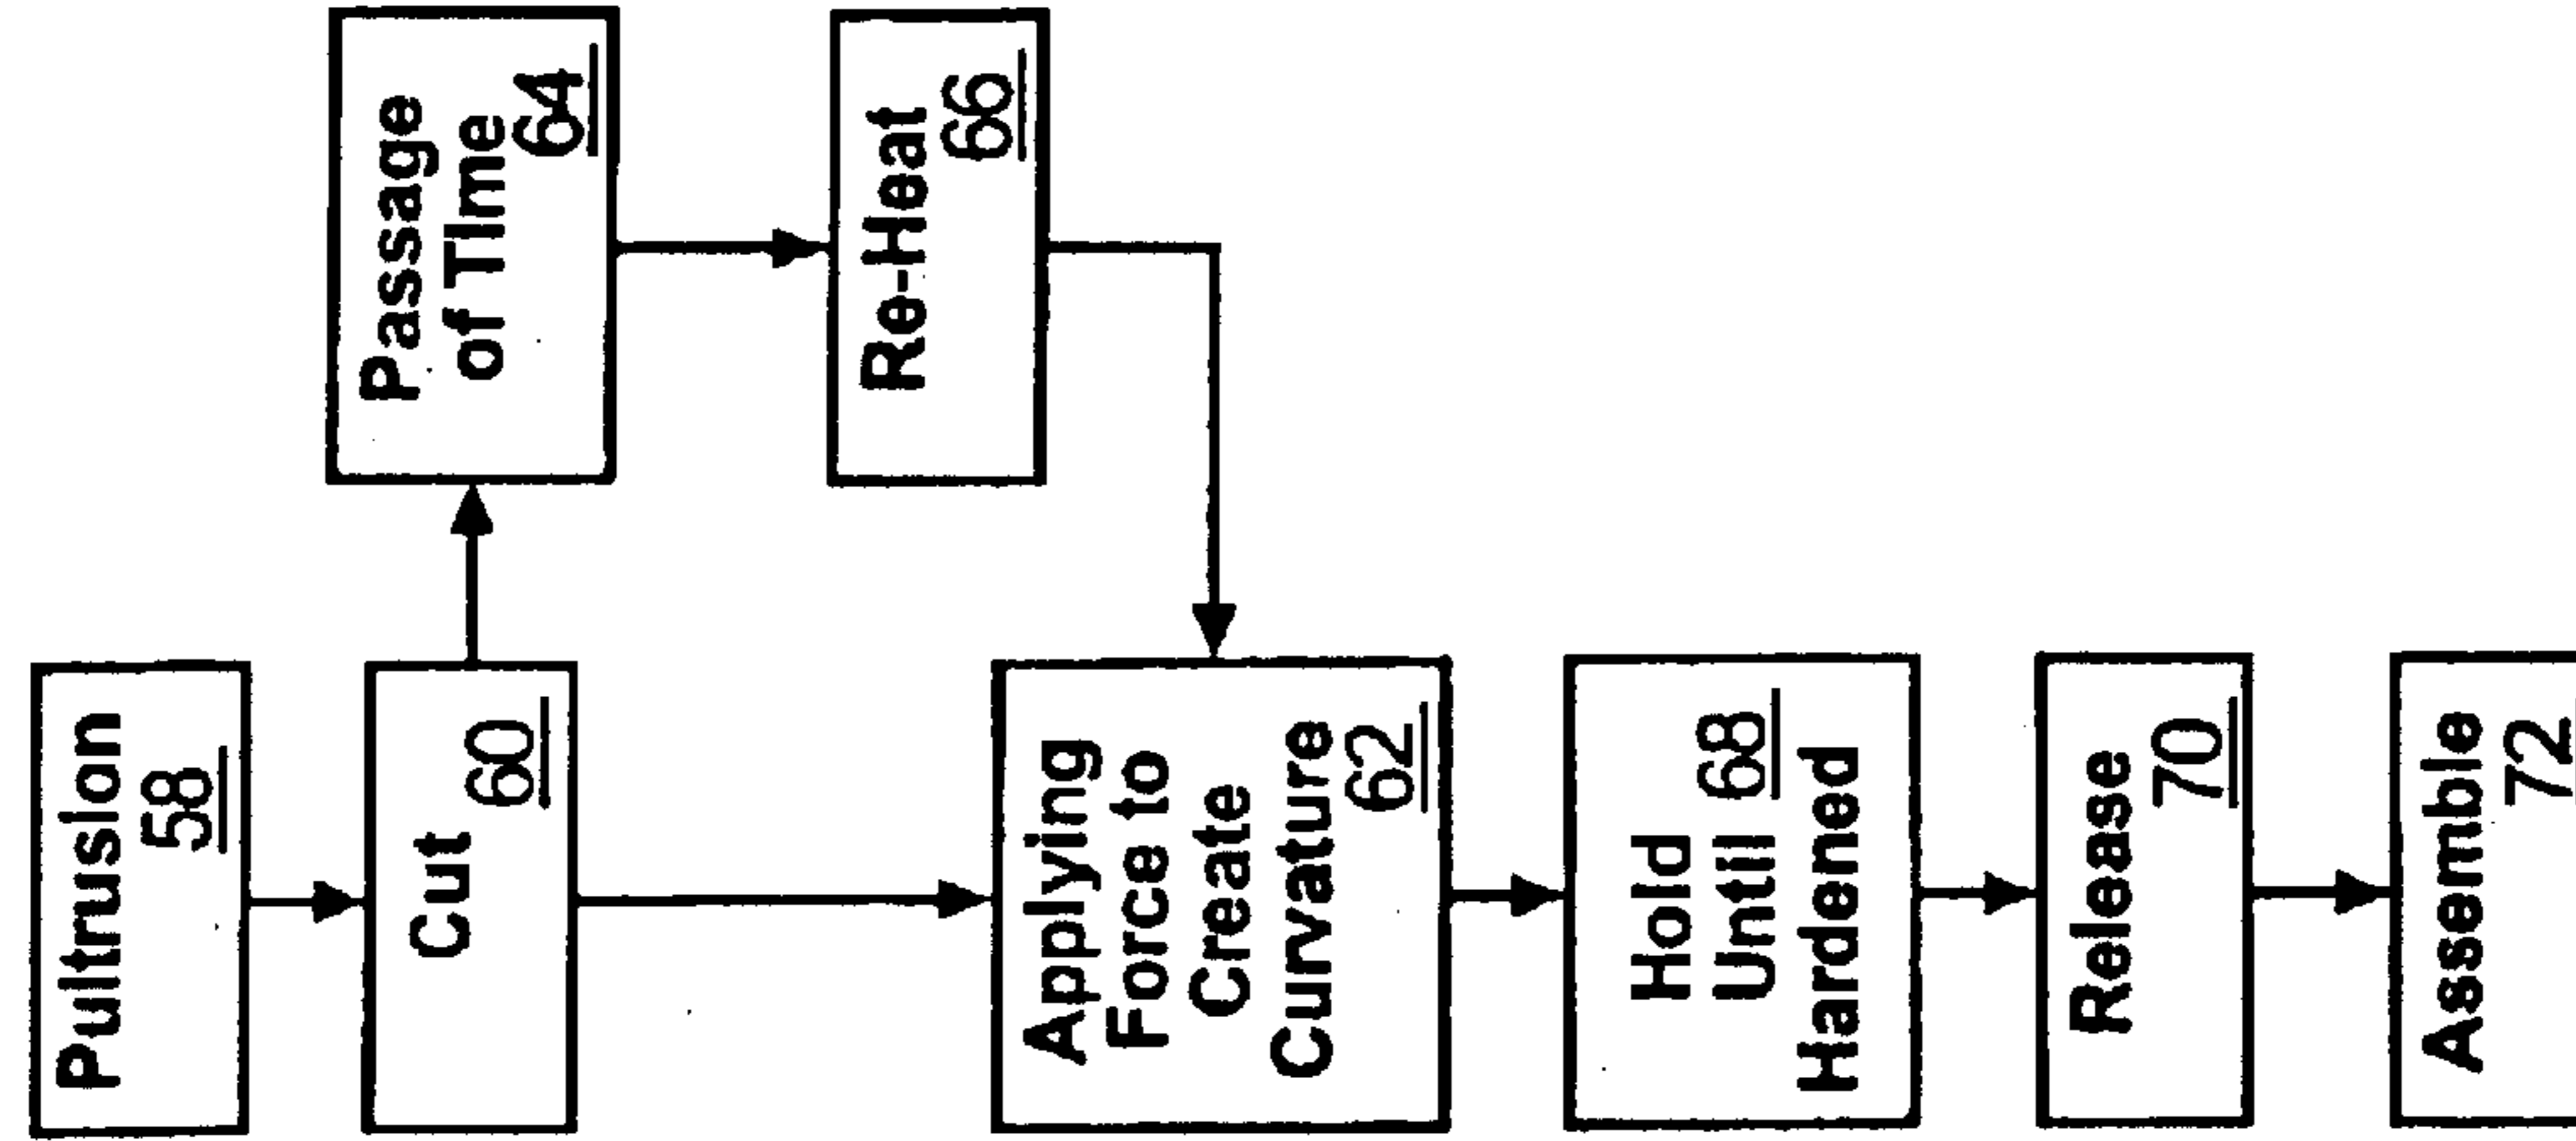 Pultrusion
58
Cut
60
Passage
of Time
64
Re-Heat
66
Applying
Force to
Create
Curvature
62
Hold
Until 68
Hardened
Release
70
Assemble
72